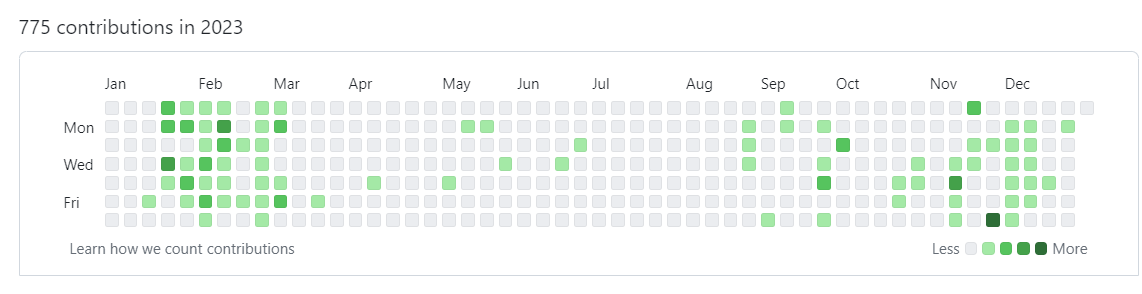 775 contributions in 2023
Jan Feb Mar Apr May Jun Jul Aug Sep Oct Nov Dec
Mon
Wed
Fri
Learn how we count contributions
Less More